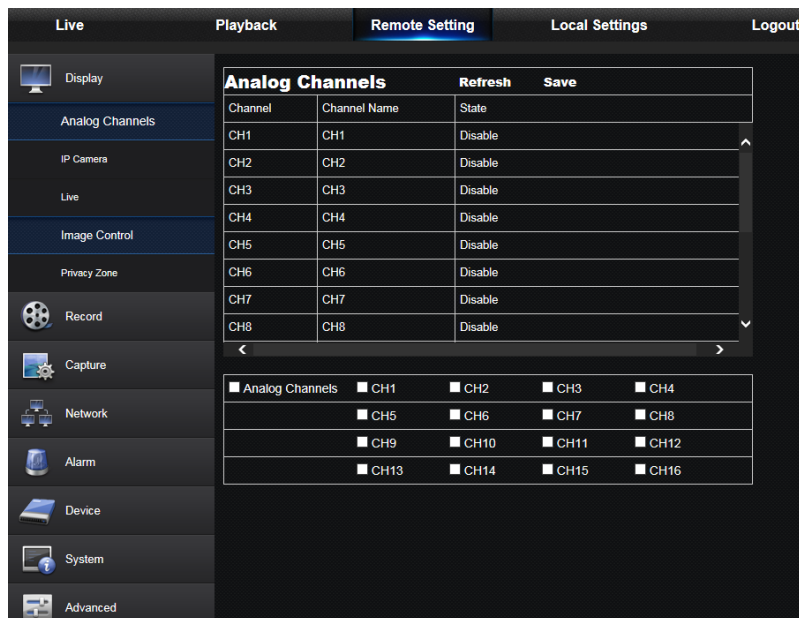 Live Playback Remote Setting Local Settings Logout
Display
Analog Channels
IP Camera
Live
Image Control
Privacy Zone
Record
Capture
Network
Alarm
Device
System
Advanced
Analog Channels Refresh Save
Channel Channel Name State
CH1 CH1 Disable
CH2 CH2 Disable
CH3 CH3 Disable
CH4 CH4 Disable
CH5 CH5 Disable
CH6 CH6 Disable
CH7 CH7 Disable
CH8 CH8 Disable
Analog Channels CH1 CH2 CH3 CH4
CH5 CH6 CH7 CH8
CH9 CH10 CH11 CH12
CH13 CH14 CH15 CH16